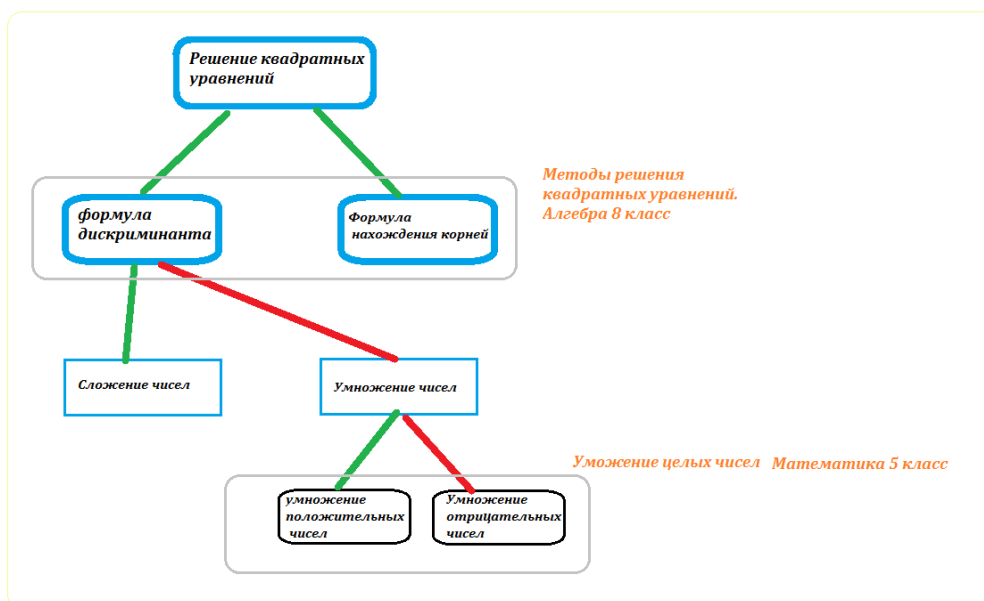 Решение квадратных
уравнений
Методы решения
квадратных уравнений.
Алгебра 8 класс
формула
дискриминанта
Формула
нахождения корней
Сложение чисел
Умножение чисел
Уможение целых чисел Математика 5 класс
умножение
положительных
чисел
Умножение
отрицательных
чисел